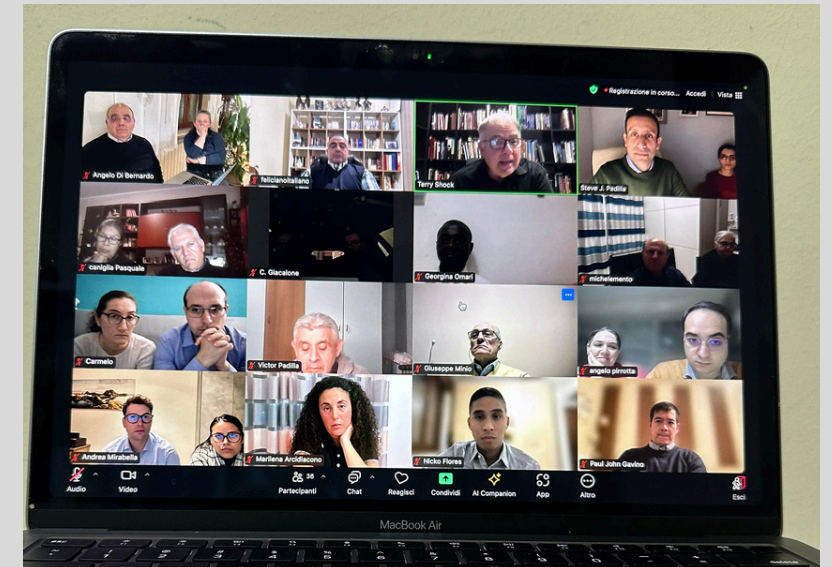 Registrazione in corso... Accedi Vista
Angelo Di Bernardo
felicianoitaliano
Terry Shock
Steve J. Padilla
caniglia Pasquale
C. Giacalone
Georgina Omari
michelemento
Carmelo
Victor Padilla
Giuseppe Minio
angelo pirrotta
Andrea Mirabella
Marilena Arcidiacono
Nicko Flores
Paul John Gavino
Audio Video Partecipanti 36 Chat Reagisci Condividi AI Companion App Altro Esci
MacBook Air